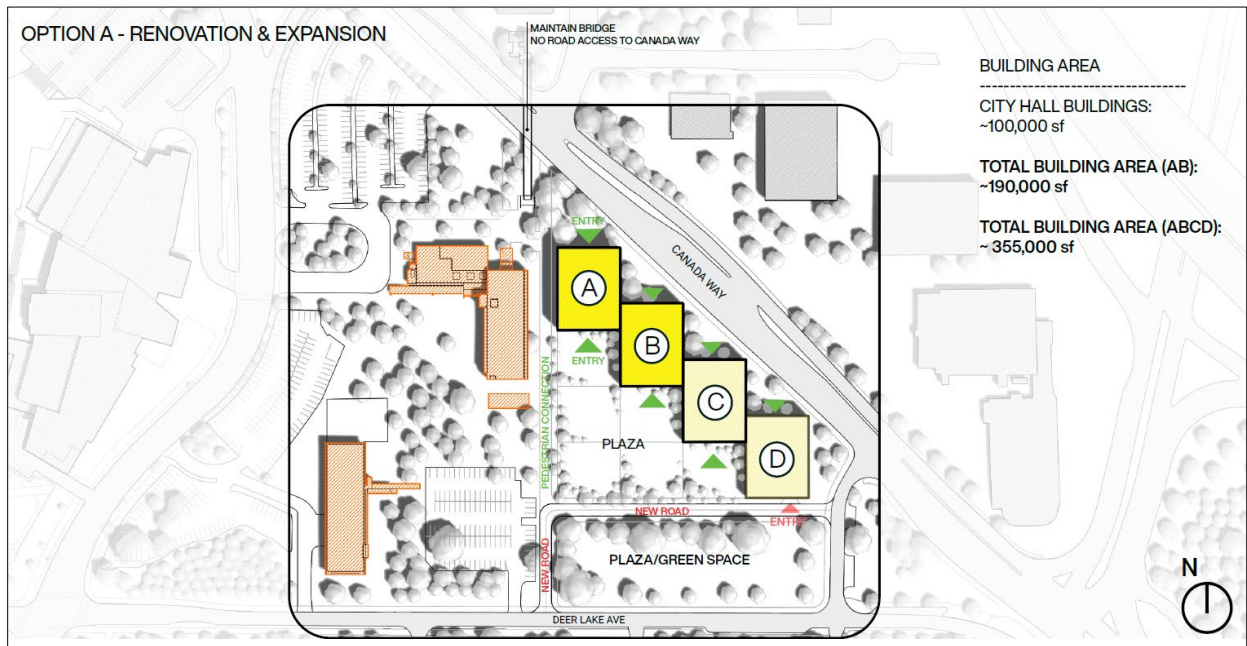 OPTION A - RENOVATION & EXPANSION
MAINTAIN BRIDGE
NO ROAD ACCESS TO CANADA WAY
BUILDING AREA
CITY HALL BUILDINGS:
~100,000 sf
TOTAL BUILDING AREA (AB):
~190,000 sf
TOTAL BUILDING AREA (ABCD):
~ 355,000 sf
ENTRY
CANADA WAY
A
B
ENTRY
C
PEDESTRIAN CONNECTION
PLAZA
D
NEW ROAD
ENTRY
NEW ROAD
PLAZA/GREEN SPACE
DEER LAKE AVE
N